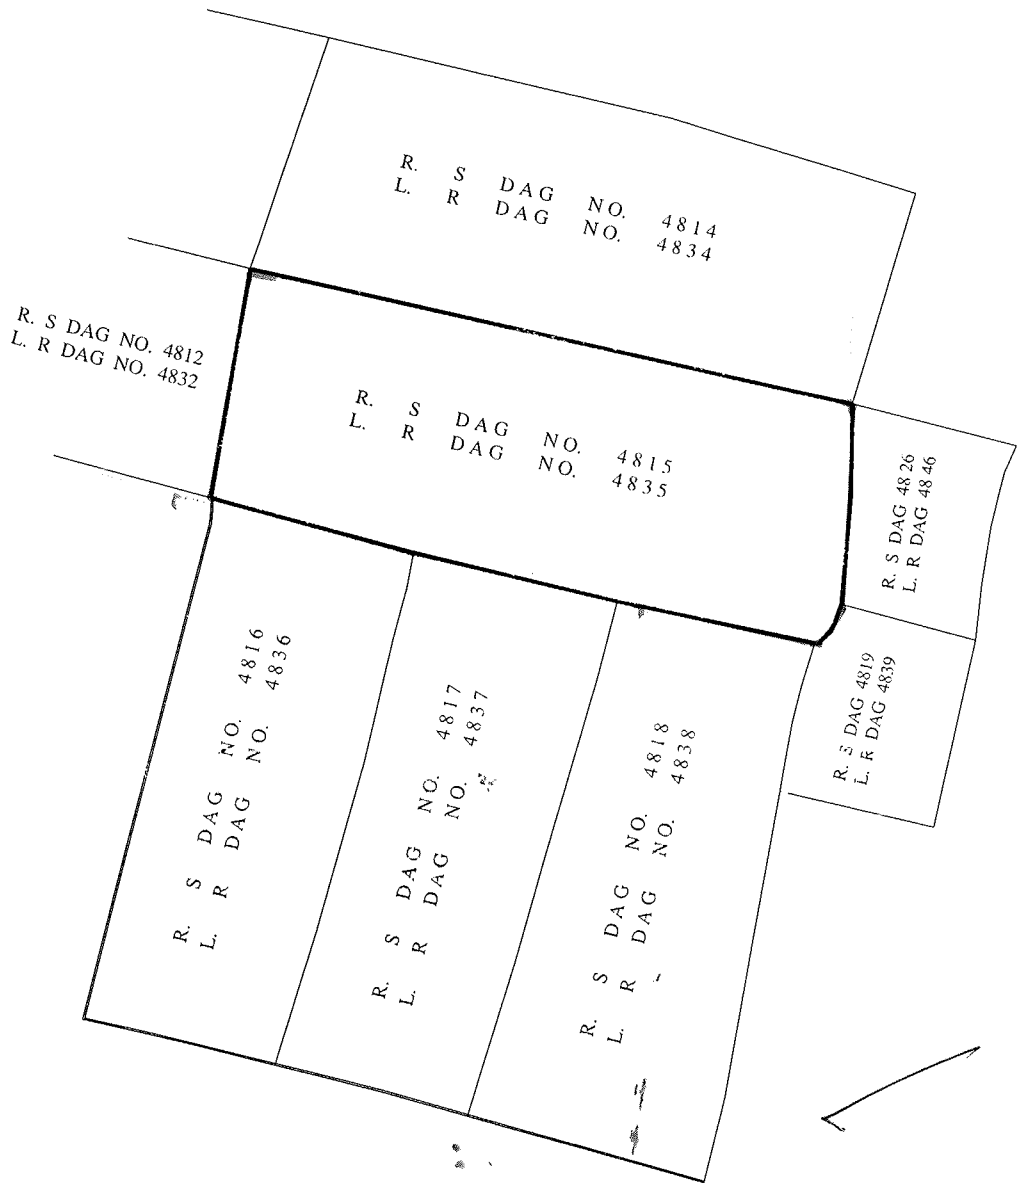 R. S DAG NO. 4814
L. R DAG NO. 4834
R. S DAG NO. 4812
L. R DAG NO. 4832
R. S DAG NO. 4815
L. R DAG NO. 4835
R. S DAG 4826
L. R DAG 4846
R. S DAG NO. 4816
L. R DAG NO. 4836
R. S DAG NO. 4817
L. R DAG NO. 4837
R. S DAG NO. 4818
L. R DAG NO. 4838
R. S DAG 4819
L. R DAG 4839